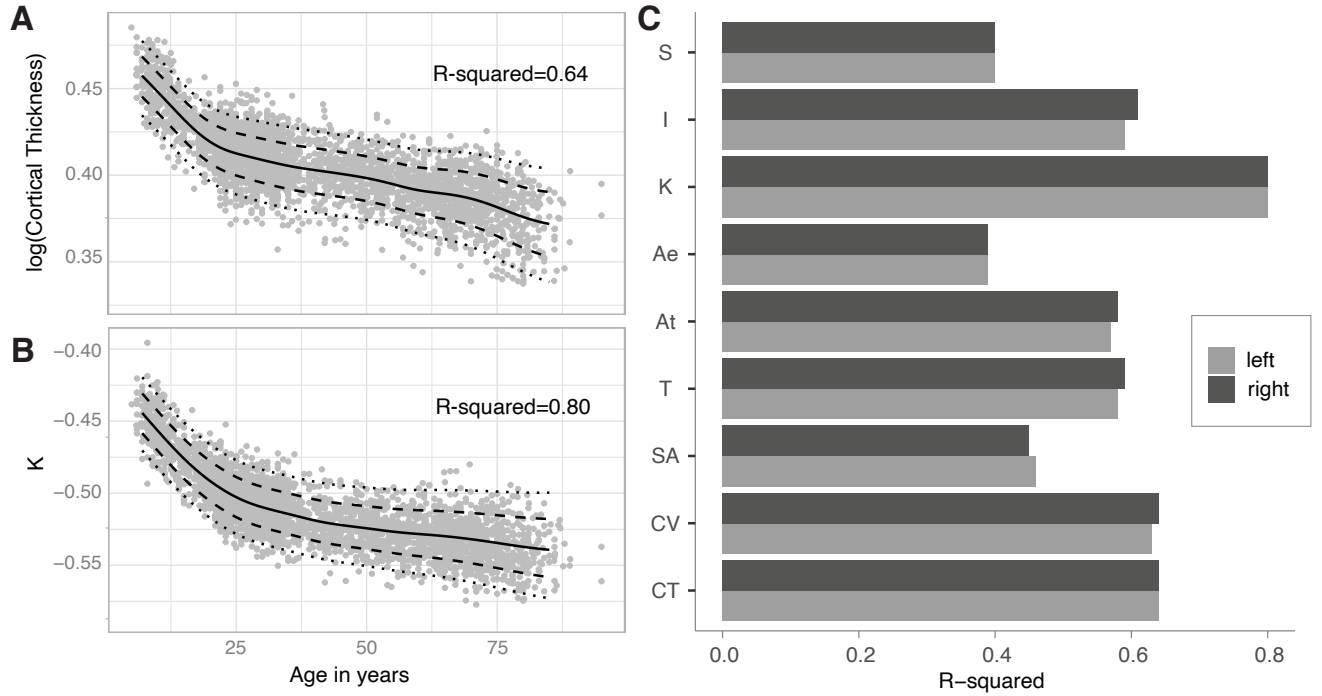 A
log(Cortical Thickness)
0.45
0.40
0.35
R-squared=0.64
B
K
−0.40
−0.45
−0.50
−0.55
R-squared=0.80
25 50 75
Age in years
C
S
I
K
Ae
At
T
SA
CV
CT
left
right
0.0 0.2 0.4 0.6 0.8
R−squared